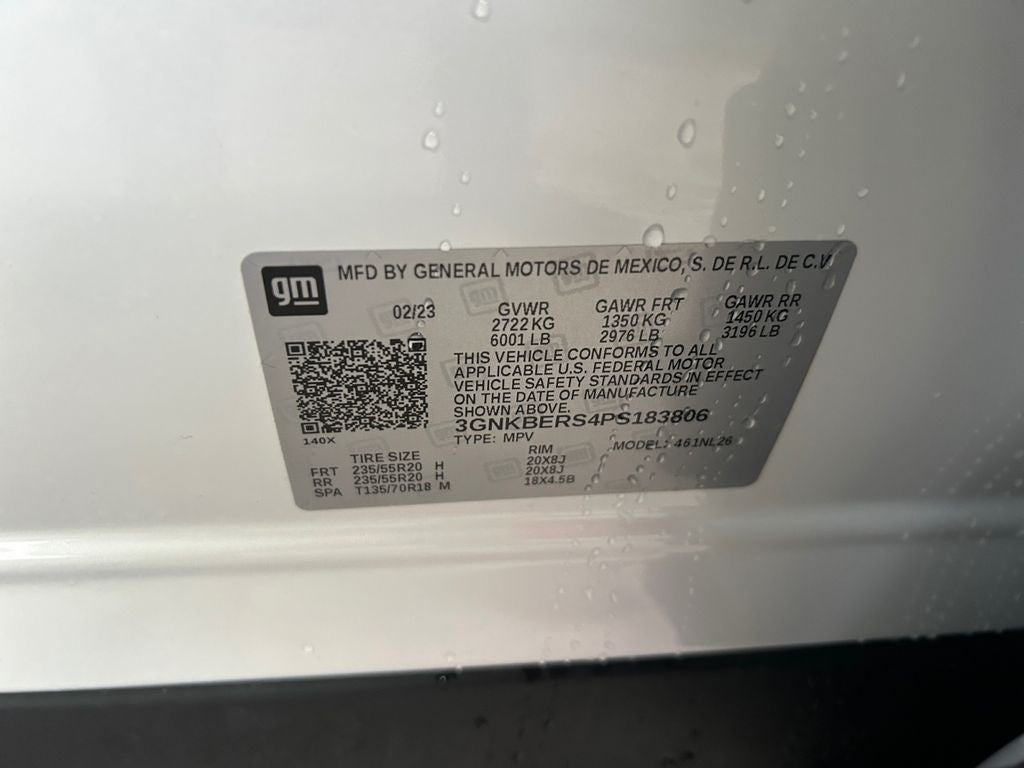 gm MFD BY GENERAL MOTORS DE MEXICO, S. DE R.L. DE C.V
02/23 GVWR GAWR FRT GAWR RR
2722 KG 1350 KG 1450 KG
6001 LB 2976 LB 3196 LB
THIS VEHICLE CONFORMS TO ALL
APPLICABLE U.S. FEDERAL MOTOR
VEHICLE SAFETY STANDARDS IN EFFECT
ON THE DATE OF MANUFACTURE
SHOWN ABOVE.
3GNKBERS4PS183806
140X TYPE: MPV MODEL: 461NL26
TIRE SIZE RIM
FRT 235/55R20 H 20X8J
RR 235/55R20 H 20X8J
SPA T135/70R18 M 18X4.5B